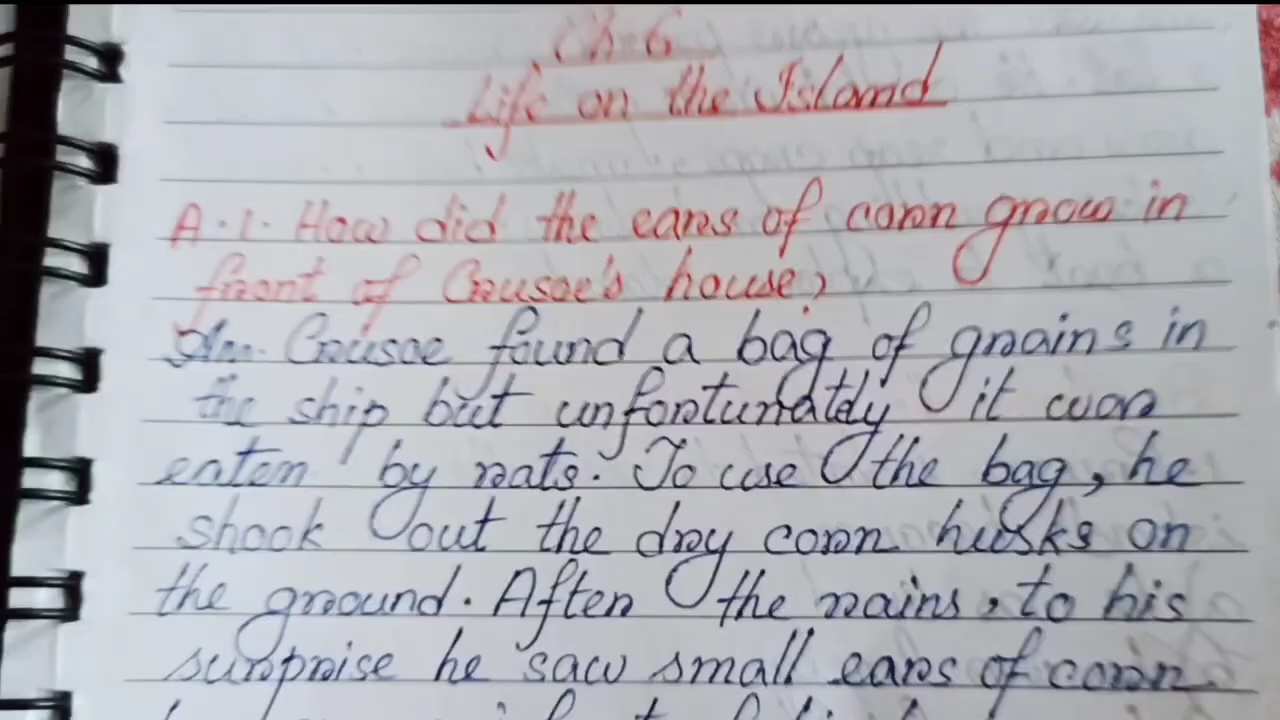 Ch-6
Life on the Island
A.1. How did the ears of corn grow in
front of Crusoe's house?
Ans. Crusoe found a bag of grains in
the ship but unfortunately it was
eaten by rats. To use the bag, he
shook out the dry corn husks on
the ground. After the rains, to his
surprise he saw small ears of corn